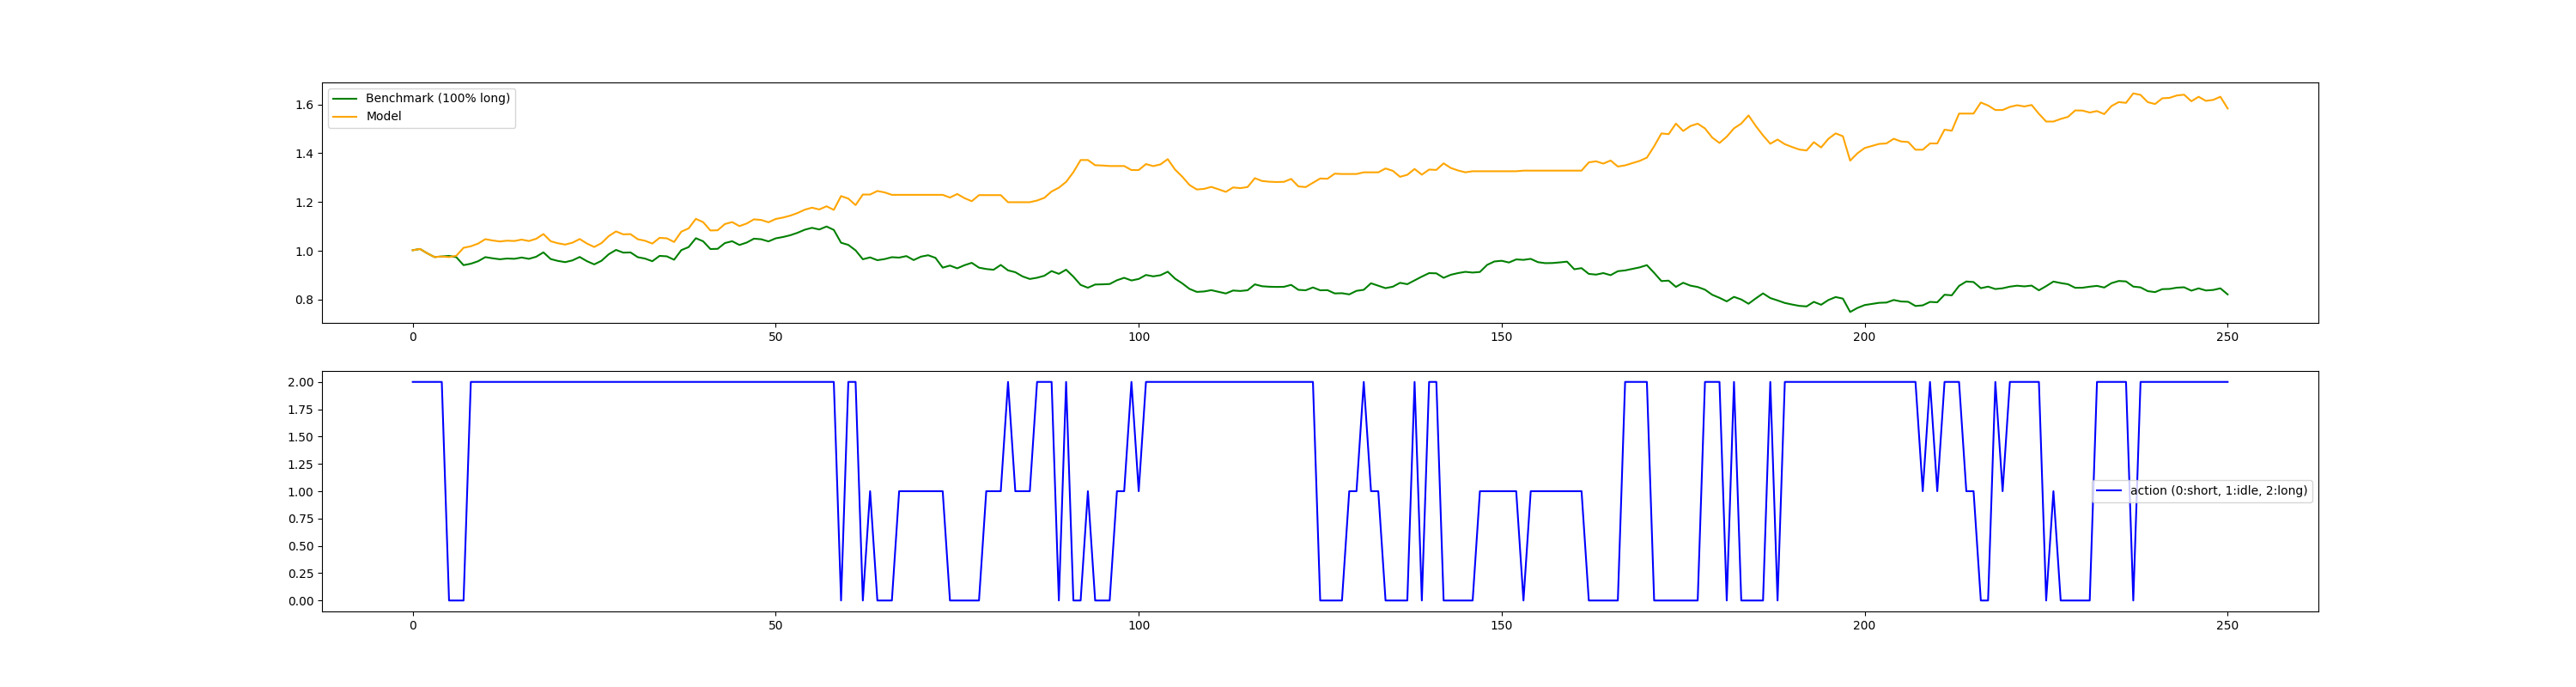 Benchmark (100% long)
Model
1.6
1.4
1.2
1.0
0.8
0 50 100 150 200 250
2.00
1.75
1.50
1.25
1.00
0.75
0.50
0.25
0.00
action (0:short, 1:idle, 2:long)
0 50 100 150 200 250